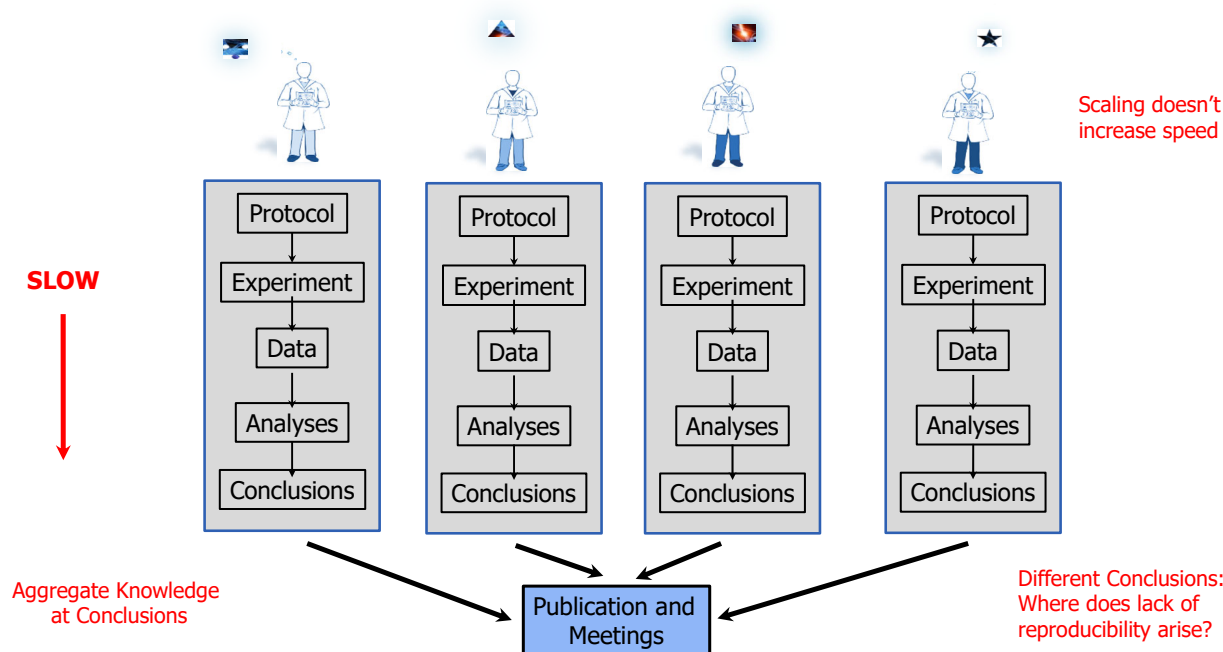 Scaling doesn’t
increase speed
SLOW
Protocol
Experiment
Data
Analyses
Conclusions
Protocol
Experiment
Data
Analyses
Conclusions
Protocol
Experiment
Data
Analyses
Conclusions
Protocol
Experiment
Data
Analyses
Conclusions
Aggregate Knowledge
at Conclusions
Publication and
Meetings
Different Conclusions:
Where does lack of
reproducibility arise?